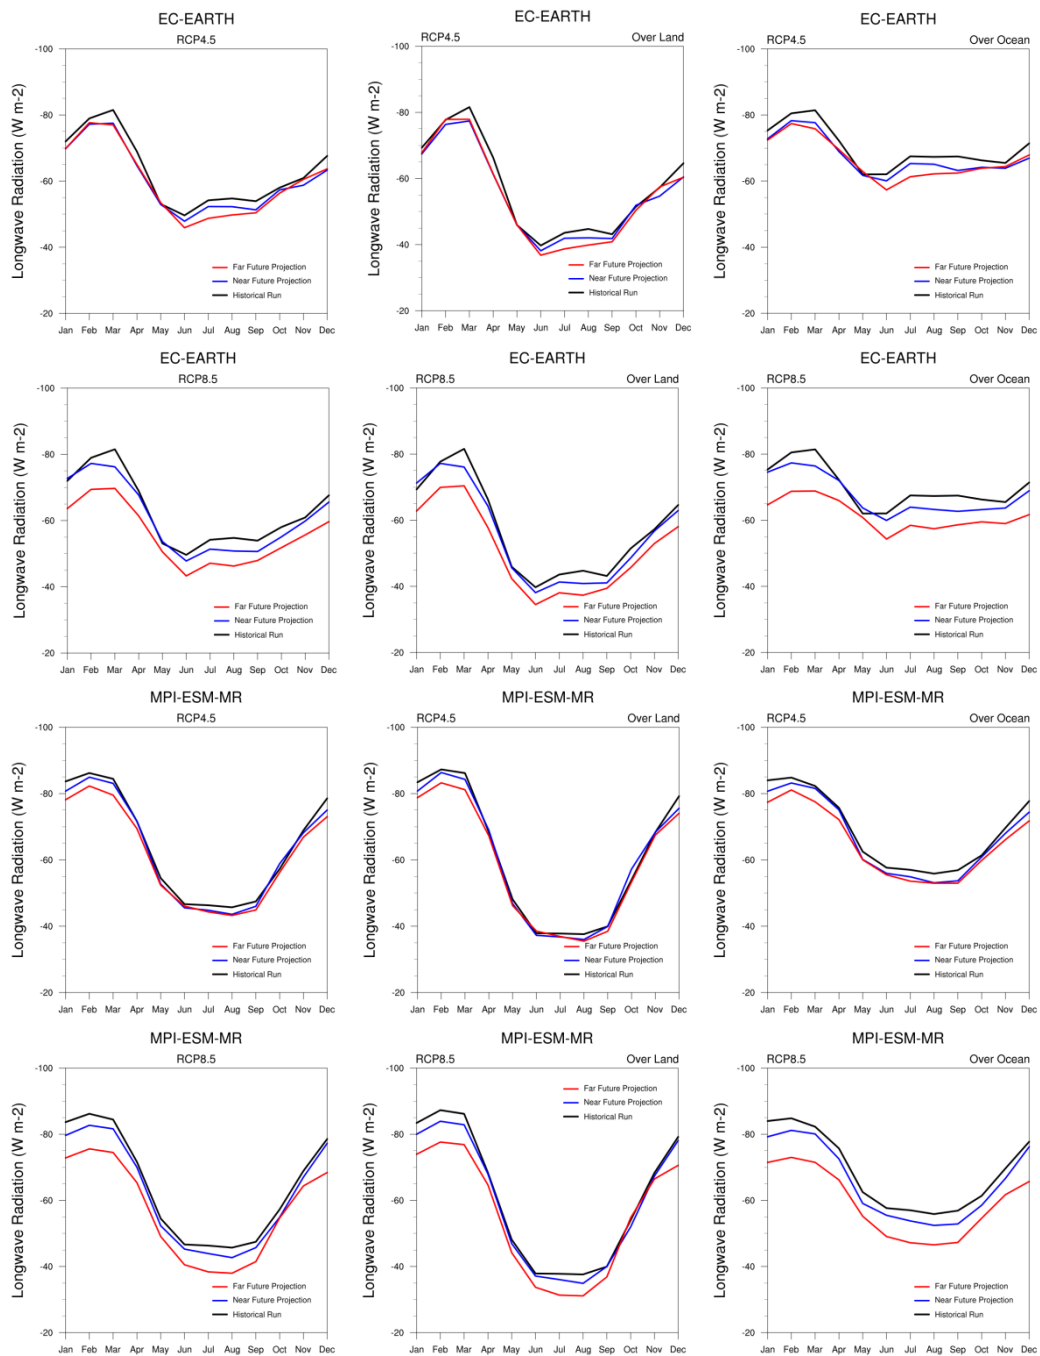 EC-EARTH
RCP4.5
Longwave Radiation (W m-2)
-100
-80
-60
-40
-20
Far Future Projection
Near Future Projection
Historical Run
Jan Feb Mar Apr May Jun Jul Aug Sep Oct Nov Dec
EC-EARTH
RCP4.5 Over Land
Longwave Radiation (W m-2)
-100
-80
-60
-40
-20
Far Future Projection
Near Future Projection
Historical Run
Jan Feb Mar Apr May Jun Jul Aug Sep Oct Nov Dec
EC-EARTH
RCP4.5 Over Ocean
Longwave Radiation (W m-2)
-100
-80
-60
-40
-20
Far Future Projection
Near Future Projection
Historical Run
Jan Feb Mar Apr May Jun Jul Aug Sep Oct Nov Dec
EC-EARTH
RCP8.5
Longwave Radiation (W m-2)
-100
-80
-60
-40
-20
Far Future Projection
Near Future Projection
Historical Run
Jan Feb Mar Apr May Jun Jul Aug Sep Oct Nov Dec
EC-EARTH
RCP8.5 Over Land
Longwave Radiation (W m-2)
-100
-80
-60
-40
-20
Far Future Projection
Near Future Projection
Historical Run
Jan Feb Mar Apr May Jun Jul Aug Sep Oct Nov Dec
EC-EARTH
RCP8.5 Over Ocean
Longwave Radiation (W m-2)
-100
-80
-60
-40
-20
Far Future Projection
Near Future Projection
Historical Run
Jan Feb Mar Apr May Jun Jul Aug Sep Oct Nov Dec
MPI-ESM-MR
RCP4.5
Longwave Radiation (W m-2)
-100
-80
-60
-40
-20
Far Future Projection
Near Future Projection
Historical Run
Jan Feb Mar Apr May Jun Jul Aug Sep Oct Nov Dec
MPI-ESM-MR
RCP4.5 Over Land
Longwave Radiation (W m-2)
-100
-80
-60
-40
-20
Far Future Projection
Near Future Projection
Historical Run
Jan Feb Mar Apr May Jun Jul Aug Sep Oct Nov Dec
MPI-ESM-MR
RCP4.5 Over Ocean
Longwave Radiation (W m-2)
-100
-80
-60
-40
-20
Far Future Projection
Near Future Projection
Historical Run
Jan Feb Mar Apr May Jun Jul Aug Sep Oct Nov Dec
MPI-ESM-MR
RCP8.5
Longwave Radiation (W m-2)
-100
-80
-60
-40
-20
Far Future Projection
Near Future Projection
Historical Run
Jan Feb Mar Apr May Jun Jul Aug Sep Oct Nov Dec
MPI-ESM-MR
RCP8.5 Over Land
Longwave Radiation (W m-2)
-100
-80
-60
-40
-20
Far Future Projection
Near Future Projection
Historical Run
Jan Feb Mar Apr May Jun Jul Aug Sep Oct Nov Dec
MPI-ESM-MR
RCP8.5 Over Ocean
Longwave Radiation (W m-2)
-100
-80
-60
-40
-20
Far Future Projection
Near Future Projection
Historical Run
Jan Feb Mar Apr May Jun Jul Aug Sep Oct Nov Dec